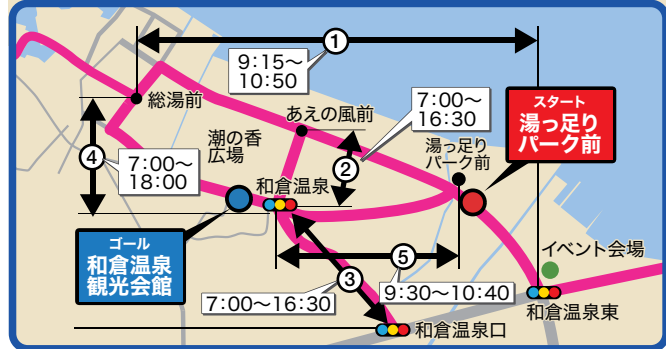 ①
9:15～
10:50
総湯前
あえの風前
7:00～
16:30
スタート
湯っ足り
パーク前
潮の香
広場
湯っ足り
パーク前
④
7:00～
18:00
②
和倉温泉
ゴール
和倉温泉
観光会館
⑤
イベント会場
③
7:00～16:30
9:30～10:40
和倉温泉東
和倉温泉口